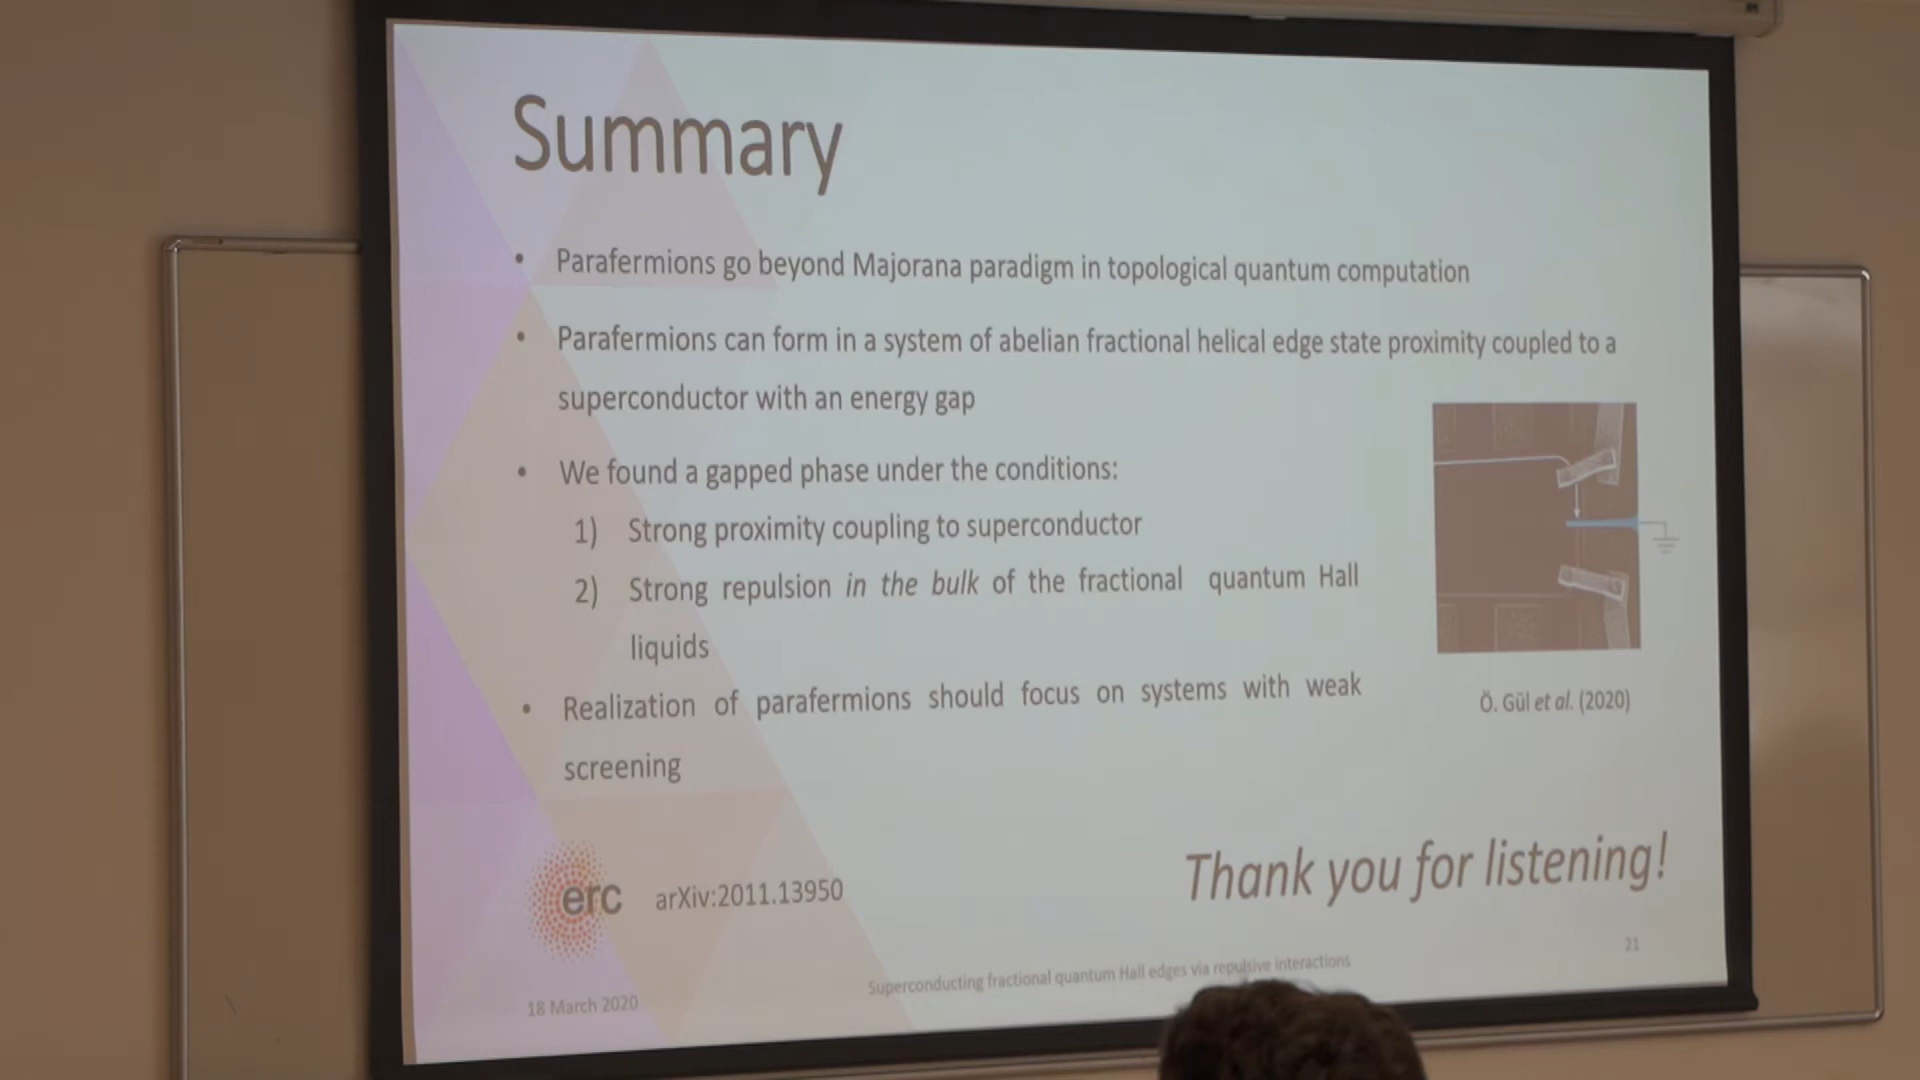 Summary
• Parafermions go beyond Majorana paradigm in topological quantum computation
• Parafermions can form in a system of abelian fractional helical edge state proximity coupled to a
superconductor with an energy gap
• We found a gapped phase under the conditions:
1) Strong proximity coupling to superconductor
2) Strong repulsion in the bulk of the fractional quantum Hall
liquids
• Realization of parafermions should focus on systems with weak
screening
Ö. Gül et al. (2020)
Thank you for listening!
erc arXiv:2011.13950
21
Superconducting fractional quantum Hall edges via repulsive interactions
18 March 2020